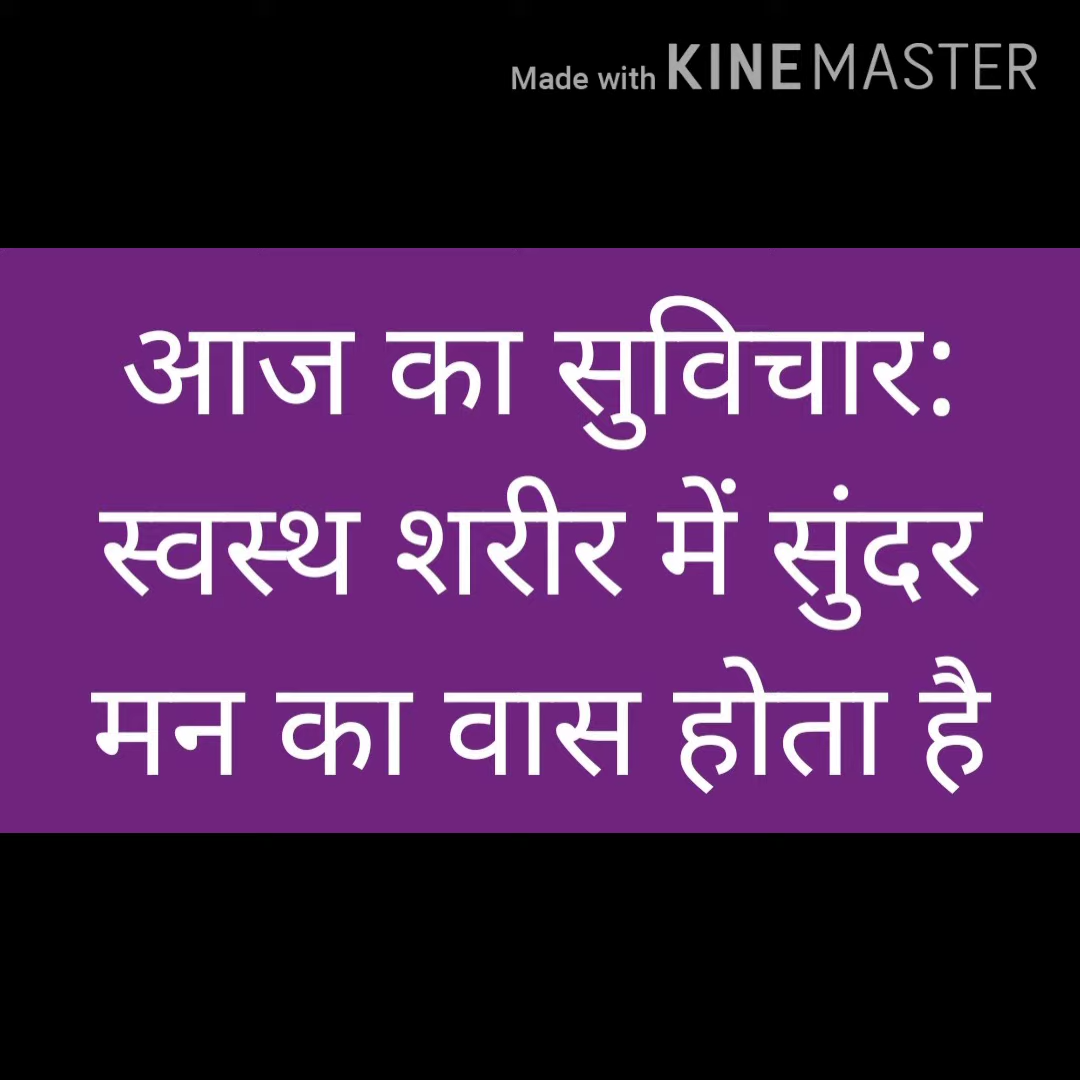 Made with KINEMASTER
आज का सुविचार:
स्वस्थ शरीर में सुंदर
मन का वास होता है